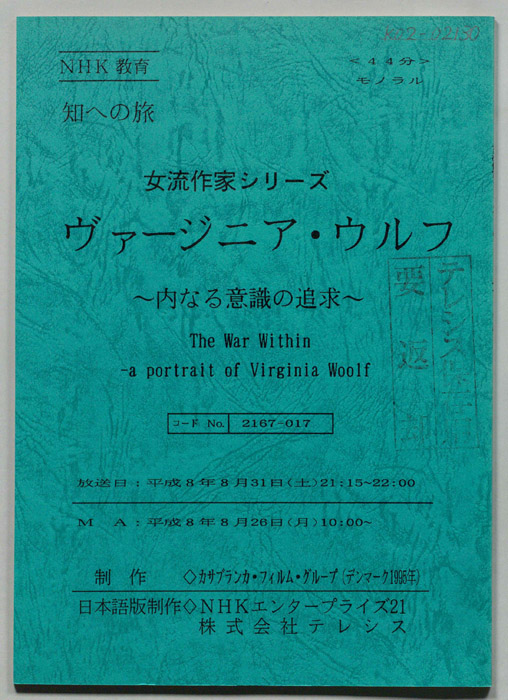 NHK 教育
<44分>
モノラル
知への旅
女流作家シリーズ
ヴァージニア・ウルフ
～内なる意識の追求～
The War Within
-a portrait of Virginia Woolf
コード No. 2167-017
放送日：平成8年8月31日(土)21:15~22:00
M A：平成8年8月26日(月)10:00~
制 作 ◇カサブランカ・フィルム・グループ(デンマーク1995年)
日本語版制作◇NHKエンタープライズ21
株式会社テレシス
テレシス
要返却